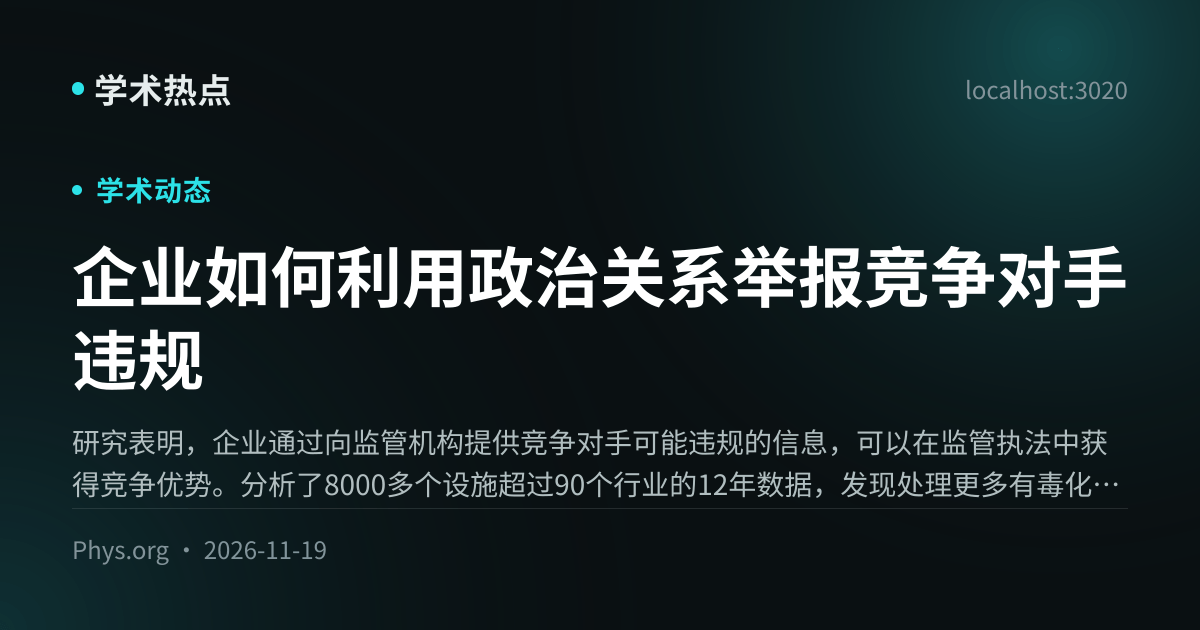 学术热点
localhost:3020
学术动态
企业如何利用政治关系举报竞争对手
违规
研究表明，企业通过向监管机构提供竞争对手可能违规的信息，可以在监管执法中获
得竞争优势。分析了8000多个设施超过90个行业的12年数据，发现处理更多有毒化…
Phys.org • 2026-11-19